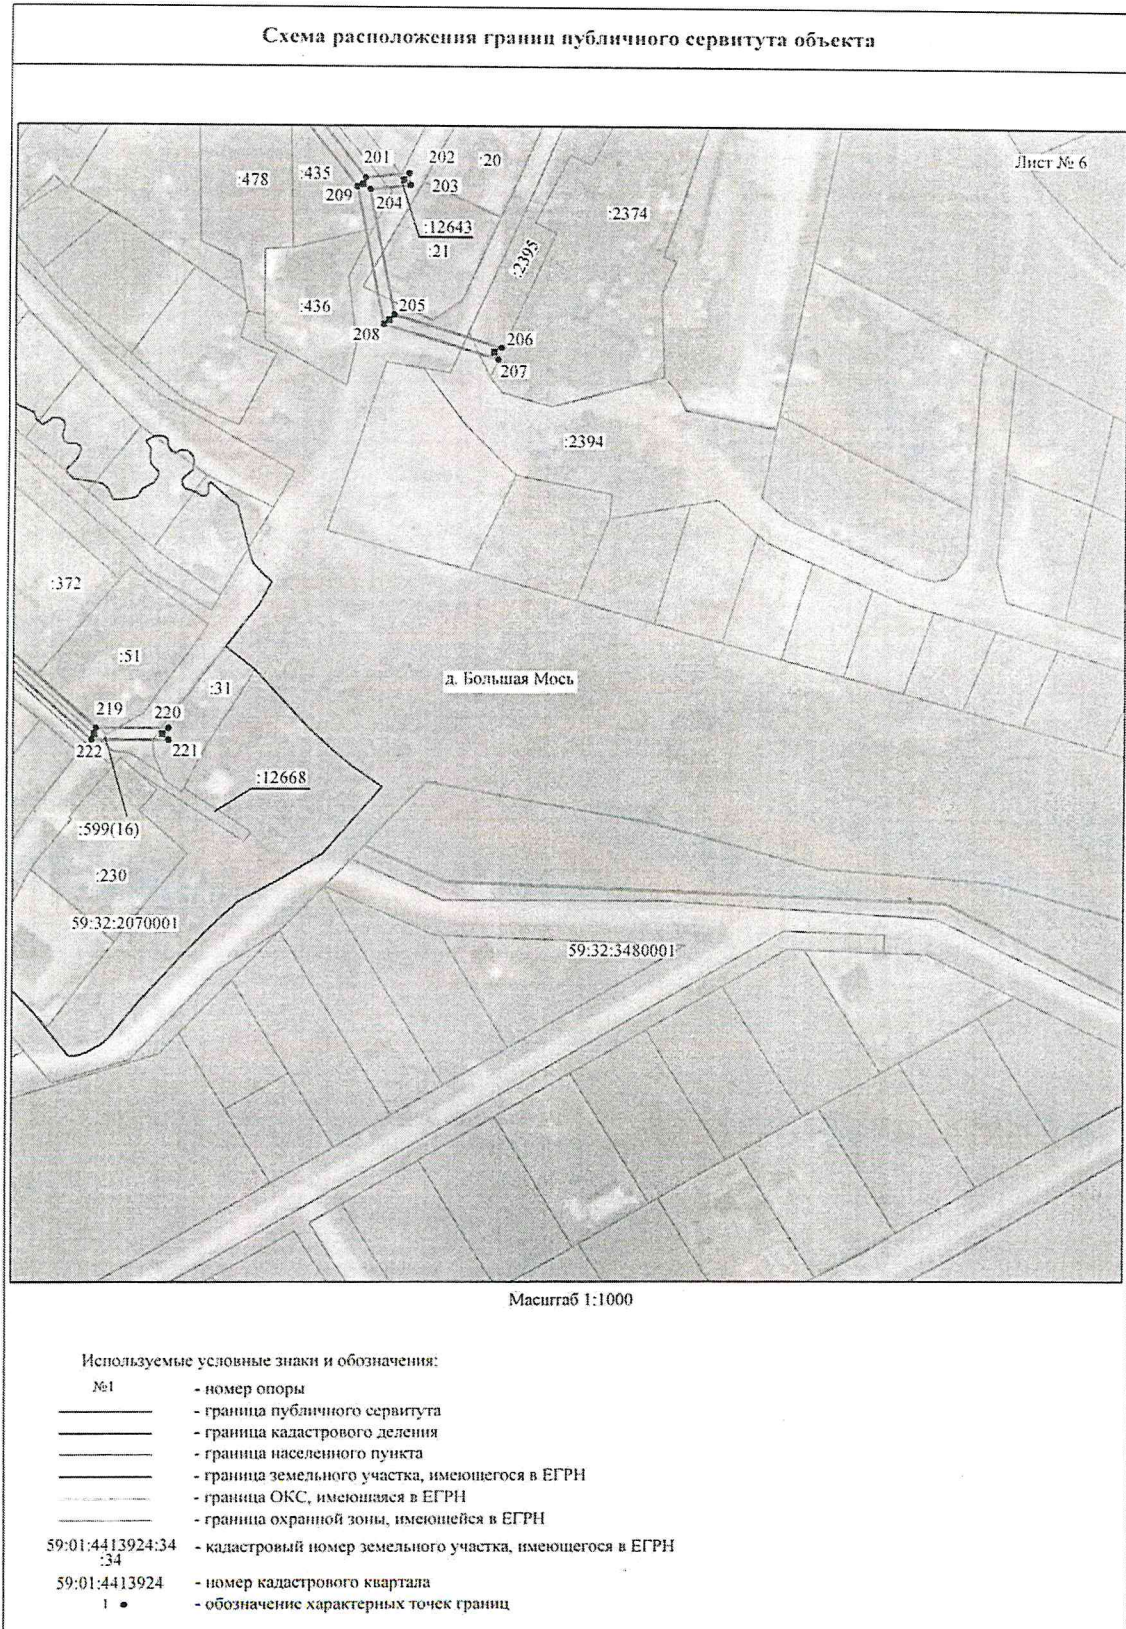 Схема расположения границ публичного сервитута объекта
Лист № 6
201
202
:20
:478
:435
209
204
203
:12643
:21
:2374
:2395
:436
205
208
206
207
:2394
:372
:51
:31
д. Большая Мось
219
220
222
221
:12668
:599(16)
:230
59:32:2070001
59:32:3480001
Масштаб 1:1000
Используемые условные знаки и обозначения:
№1 - номер опоры
- граница публичного сервитута
- граница кадастрового деления
- граница населенного пункта
- граница земельного участка, имеющегося в ЕГРН
- граница ОКС, имеющаяся в ЕГРН
- граница охранной зоны, имеющейся в ЕГРН
59:01:4413924:34 - кадастровый номер земельного участка, имеющегося в ЕГРН
:34
59:01:4413924 - номер кадастрового квартала
1 - обозначение характерных точек границ